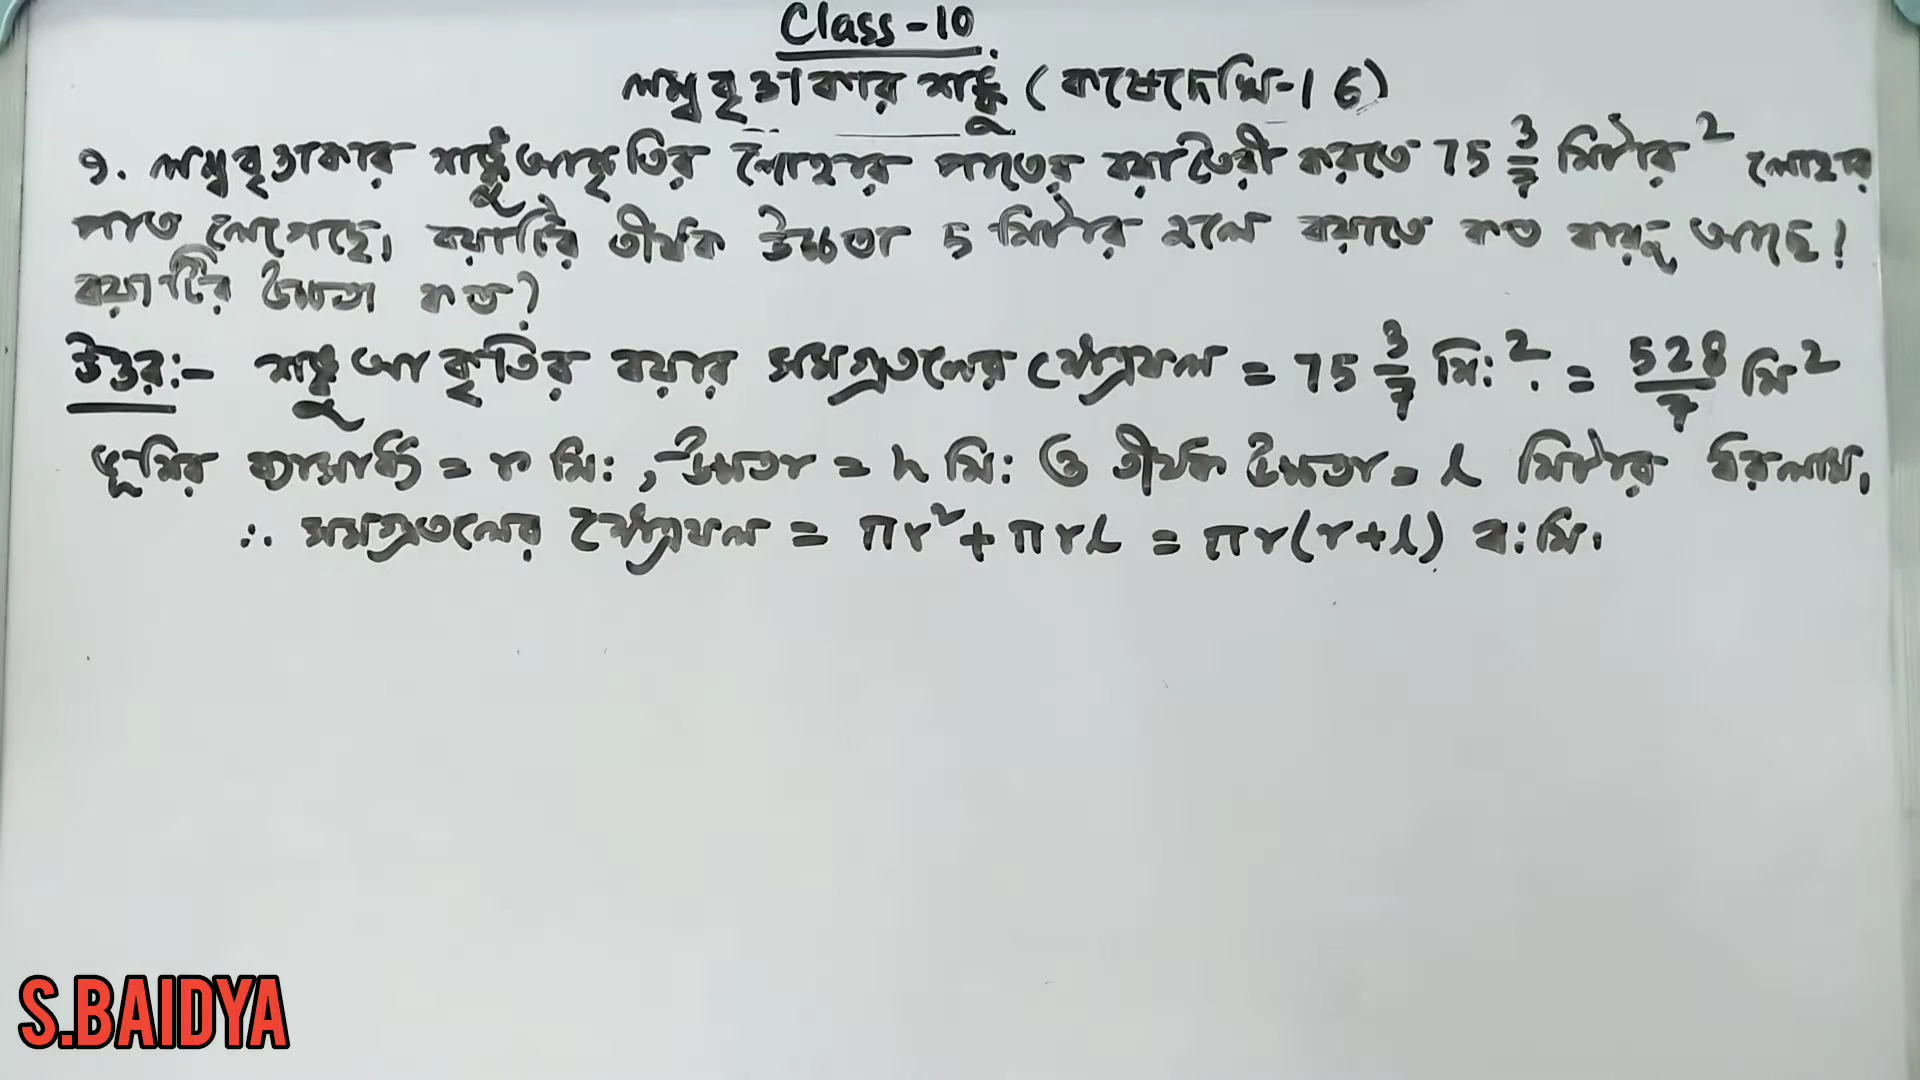 Class-10
লম্ব বৃত্তাকার শঙ্কু (কষে দেখি-16)
9. লম্ব বৃত্তাকার শঙ্কু আকৃতির লোহার পাতের বয়া তৈরী করতে 75 3/7 মিটার² লোহার
পাত লেগেছে। বয়াটির তীর্যক উচ্চতা 5 মিটার হলে বয়াতে কত বায়ু আছে!
বয়াটির উচ্চতা কত?
উত্তর:- শঙ্কু আকৃতির বয়ার সমগ্রতলের ক্ষেত্রফল = 75 3/7 মি:². = 528/7 মি²
ভূমির ব্যাসার্ধ = r মি:, উচ্চতা = h মি: ও তীর্যক উচ্চতা = l মিটার ধরলাম।
∴ সমগ্রতলের ক্ষেত্রফল = πr² + πrl = πr(r+l) ব:মি।
S.BAIDYA